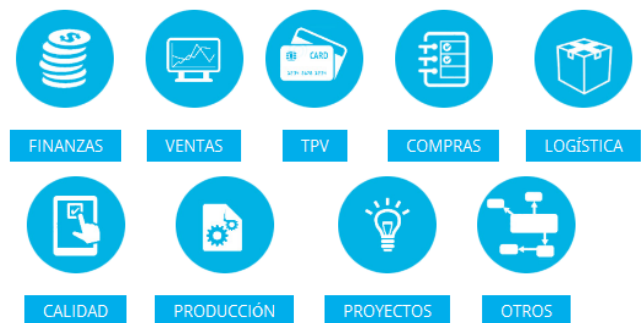 $
CARD
FINANZAS
VENTAS
TPV
COMPRAS
LOGÍSTICA
CALIDAD
PRODUCCIÓN
PROYECTOS
OTROS